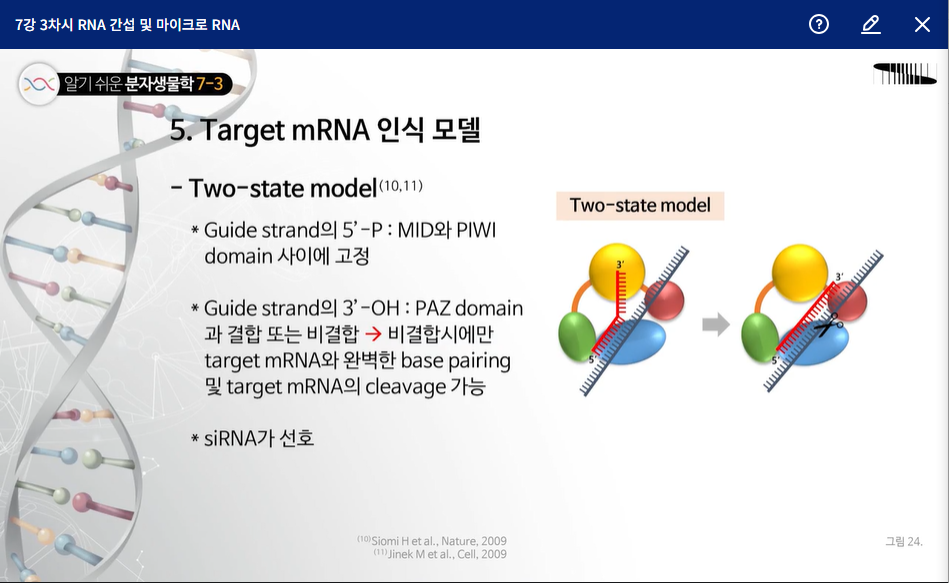 7강 3차시 RNA 간섭 및 마이크로 RNA
알기 쉬운 분자생물학 7-3
5. Target mRNA 인식 모델
- Two-state model(10,11)
* Guide strand의 5'-P : MID와 PIWI
domain 사이에 고정
* Guide strand의 3'-OH : PAZ domain
과 결합 또는 비결합 → 비결합시에만
target mRNA와 완벽한 base pairing
및 target mRNA의 cleavage 가능
* siRNA가 선호
Two-state model
3'
5'
3'
5'
(10)Siomi H et al., Nature, 2009
(11)Jinek M et al., Cell, 2009
그림 24.